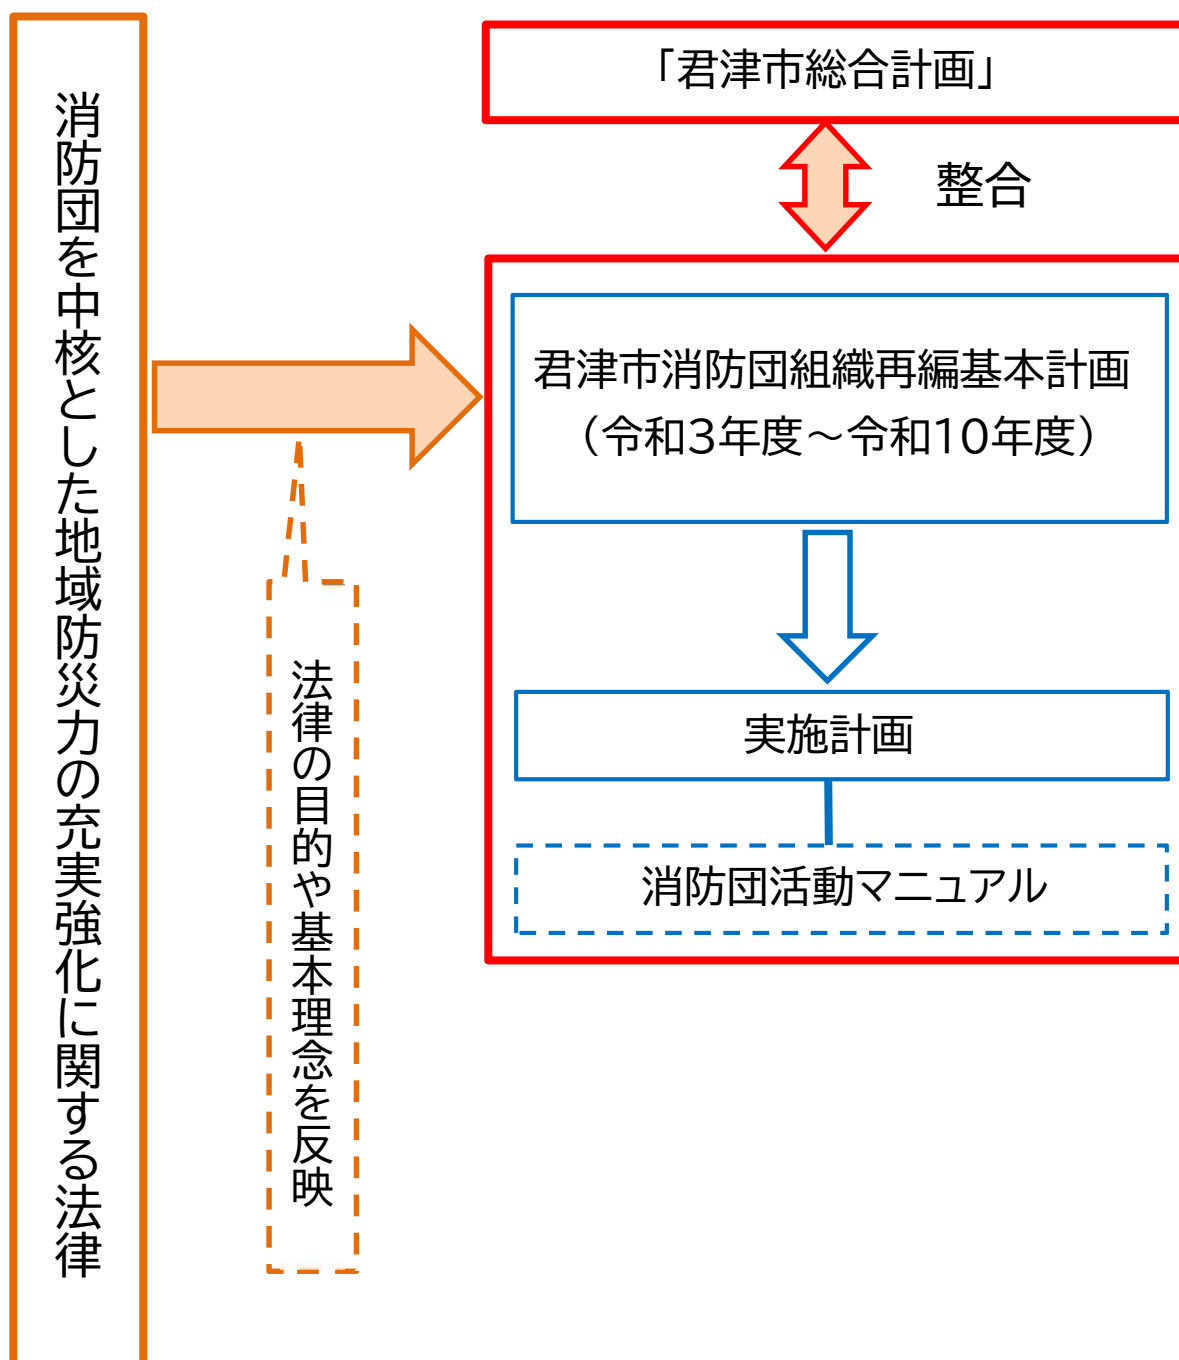 消防団を中核とした地域防災力の充実強化に関する法律
「君津市総合計画」
整合
君津市消防団組織再編基本計画
（令和3年度～令和10年度）
法律の目的や基本理念を反映
実施計画
消防団活動マニュアル